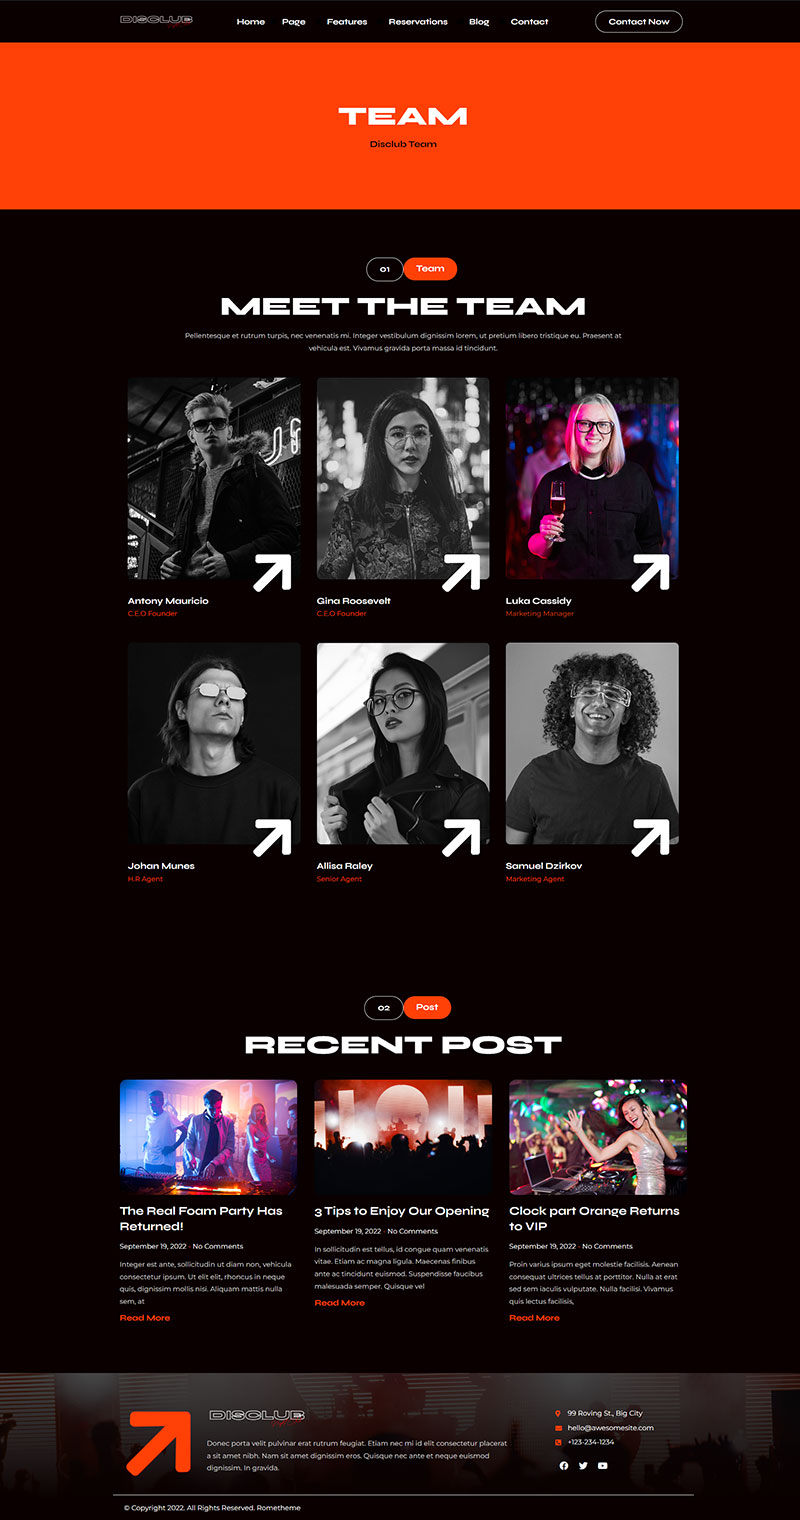 DISCLUB
Home Page Features Reservations Blog Contact Contact Now
TEAM
Disclub Team
01 Team
MEET THE TEAM
Pellentesque et rutrum turpis, nec venenatis mi. Integer vestibulum dignissim lorem, ut pretium libero tristique eu. Praesent at
vehicula est. Vivamus gravida porta massa id tincidunt.
Antony Mauricio
C.E.O Founder
Gina Roosevelt
C.E.O Founder
Luka Cassidy
Marketing Manager
Johan Munes
H.R Agent
Allisa Raley
Senior Agent
Samuel Dzirkov
Marketing Agent
02 Post
RECENT POST
The Real Foam Party Has
Returned!
September 19, 2022 · No Comments
Integer est ante, sollicitudin ut diam non, vehicula
consectetur ipsum. Ut elit elit, rhoncus in neque
quis, dignissim mollis nisi. Aliquam mattis nulla
sem, at
Read More
3 Tips to Enjoy Our Opening
September 19, 2022 · No Comments
In sollicitudin est tellus, id congue quam venenatis
vitae. Etiam ac magna ligula. Maecenas finibus
ante ac tincidunt euismod. Suspendisse faucibus
malesuada semper. Quisque vel
Read More
Clock part Orange Returns
to VIP
September 19, 2022 · No Comments
Proin varius ipsum eget molestie facilisis. Aenean
consequat ultrices tellus at porttitor. Nulla at erat
sed sem iaculis vulputate. Nulla facilisi. Vivamus
quis lectus facilisis,
Read More
DISCLUB
Donec porta velit pulvinar erat rutrum feugiat. Etiam nec mi id elit consectetur placerat
a sit amet nibh. Nam sit amet dignissim eros. Quisque nec ante et neque euismod
dignissim. In gravida.
99 Roving St., Big City
hello@awesomesite.com
+123-234-1234
© Copyright 2022. All Rights Reserved. Rometheme